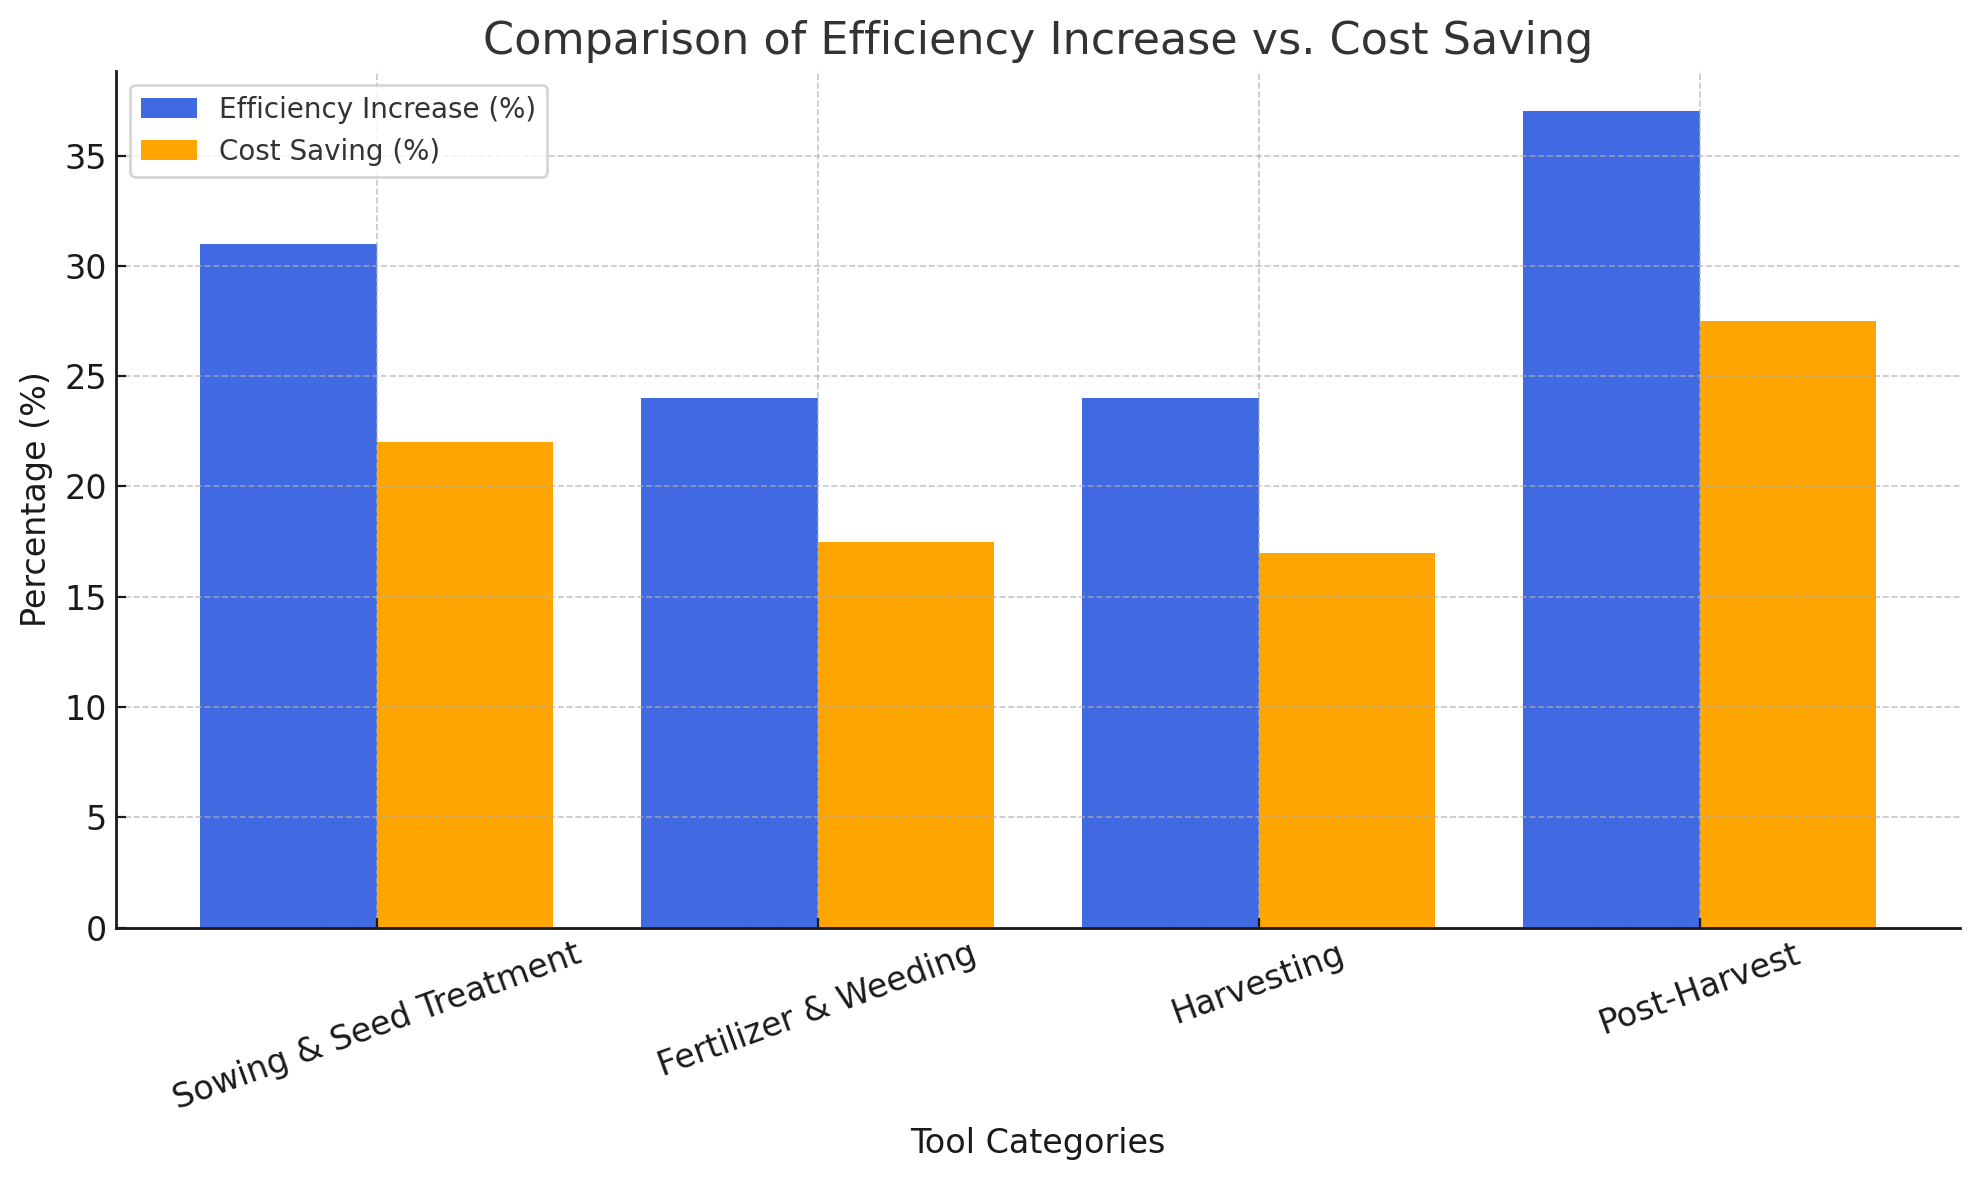 Comparison of Efficiency Increase vs. Cost Saving
Efficiency Increase (%)
Cost Saving (%)
Percentage (%)
35
30
25
20
15
10
5
0
Sowing & Seed Treatment
Fertilizer & Weeding
Harvesting
Post-Harvest
Tool Categories